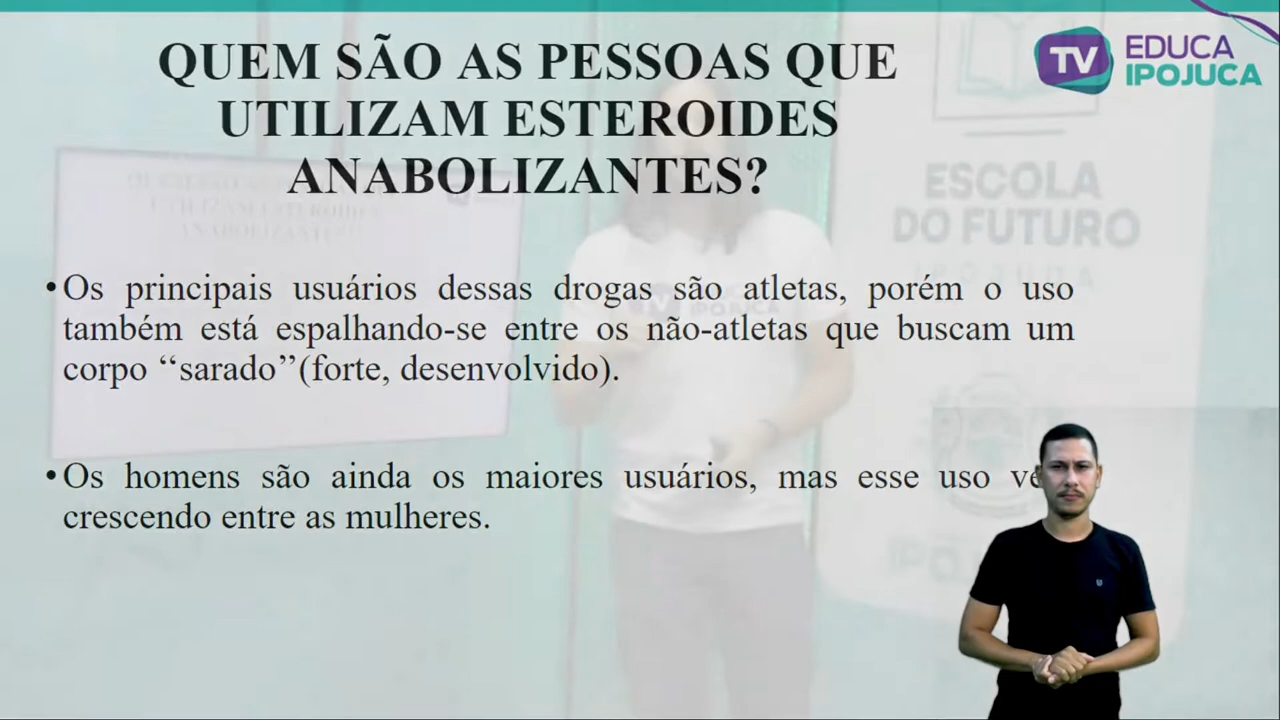 QUEM SÃO AS PESSOAS QUE
UTILIZAM ESTEROIDES
ANABOLIZANTES?
TV EDUCA
IPOJUCA
ESCOLA
DO FUTURO
IPOJUCA
•Os principais usuários dessas drogas são atletas, porém o uso
também está espalhando-se entre os não-atletas que buscam um
corpo ‘‘sarado’’(forte, desenvolvido).
•Os homens são ainda os maiores usuários, mas esse uso
crescendo entre as mulheres.